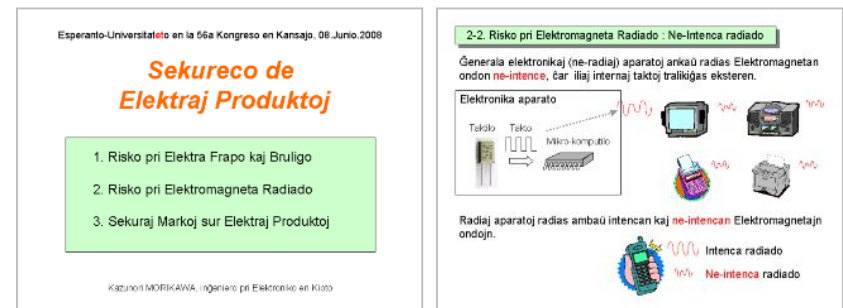 Esperanto-Universitateto en la 56a Kongreso en Kansajo, 08.Junio.2008
Sekureco de
Elektraj Produktoj
1. Risko pri Elektra Frapo kaj Bruligo
2. Risko pri Elektromagneta Radiado
3. Sekuraj Markoj sur Elektraj Produktoj
Kazunori MORIKAWA, inĝeniero pri Elektroniko en Kioto
2-2. Risko pri Elektromagneta Radiado : Ne-Intenca radiado
Ĝenerala elektronikaj (ne-radiaj) aparatoj ankaŭ radias Elektromagnetan
ondon ne-intence, ĉar iliaj internaj taktoj tralikiĝas eksteren.
Elektronika aparato
Taktilo Takto
Mikro-komputilo
Radiaj aparatoj radias ambaŭ intencan kaj ne-intencan Elektromagnetajn
ondojn.
Intenca radiado
Ne-intenca radiado